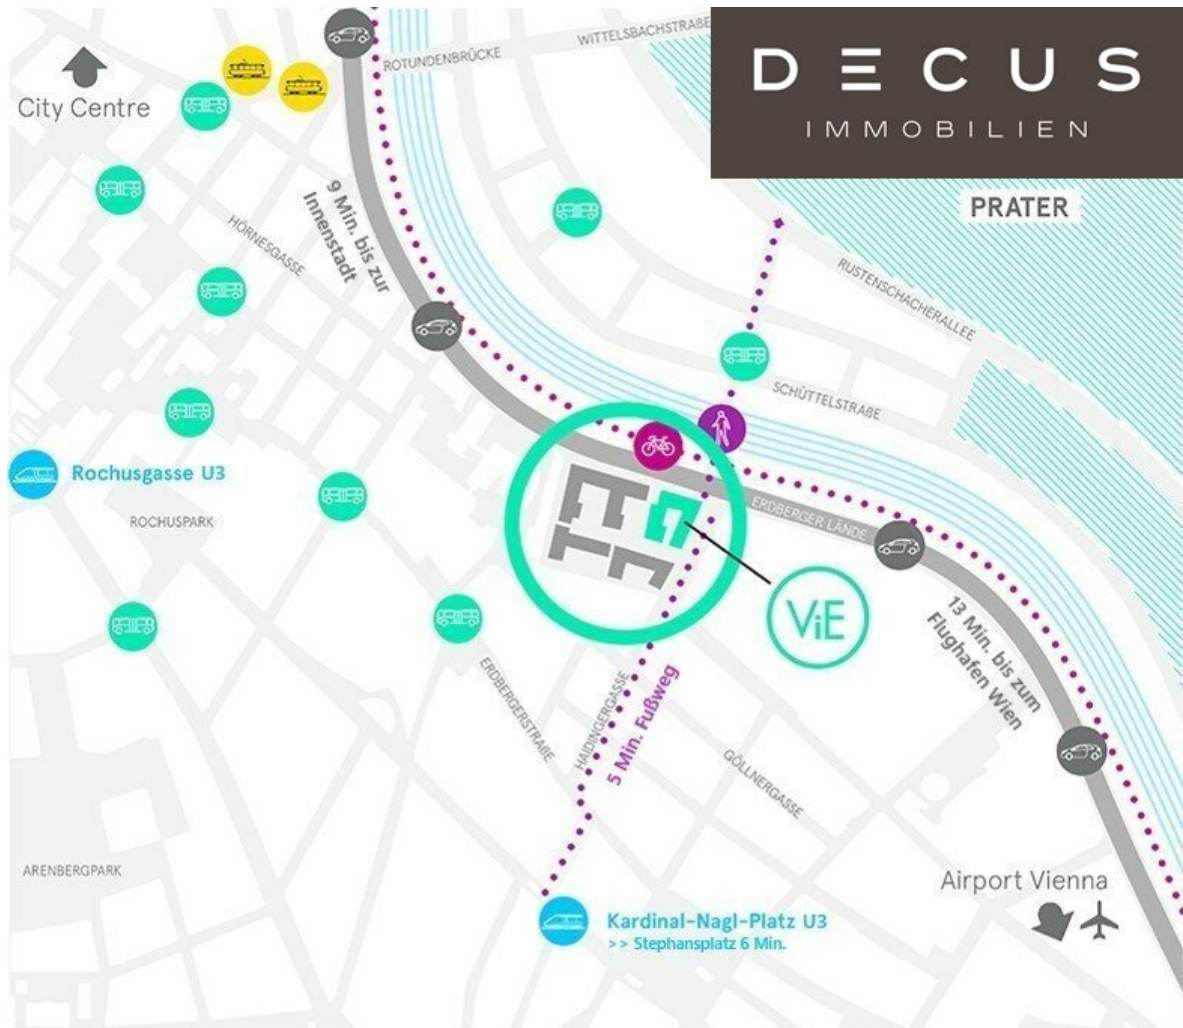 WITTELSBACHSTRAßE
ROTUNDENBRÜCKE
DECUS
IMMOBILIEN
City Centre
PRATER
9 Min. bis zur
Innenstadt
HÖRNESGASSE
RUSTENSCHACHERALLEE
SCHÜTTELSTRAßE
Rochusgasse U3
ROCHUSPARK
ERDBERGER LÄNDE
ViE
13 Min. bis zum
Flughafen Wien
ERDBERGERSTRAßE
HAIDINGERGASSE
5 Min. Fußweg
GÖLLNERGASSE
ARENBERGPARK
Airport Vienna
Kardinal-Nagl-Platz U3
>> Stephansplatz 6 Min.